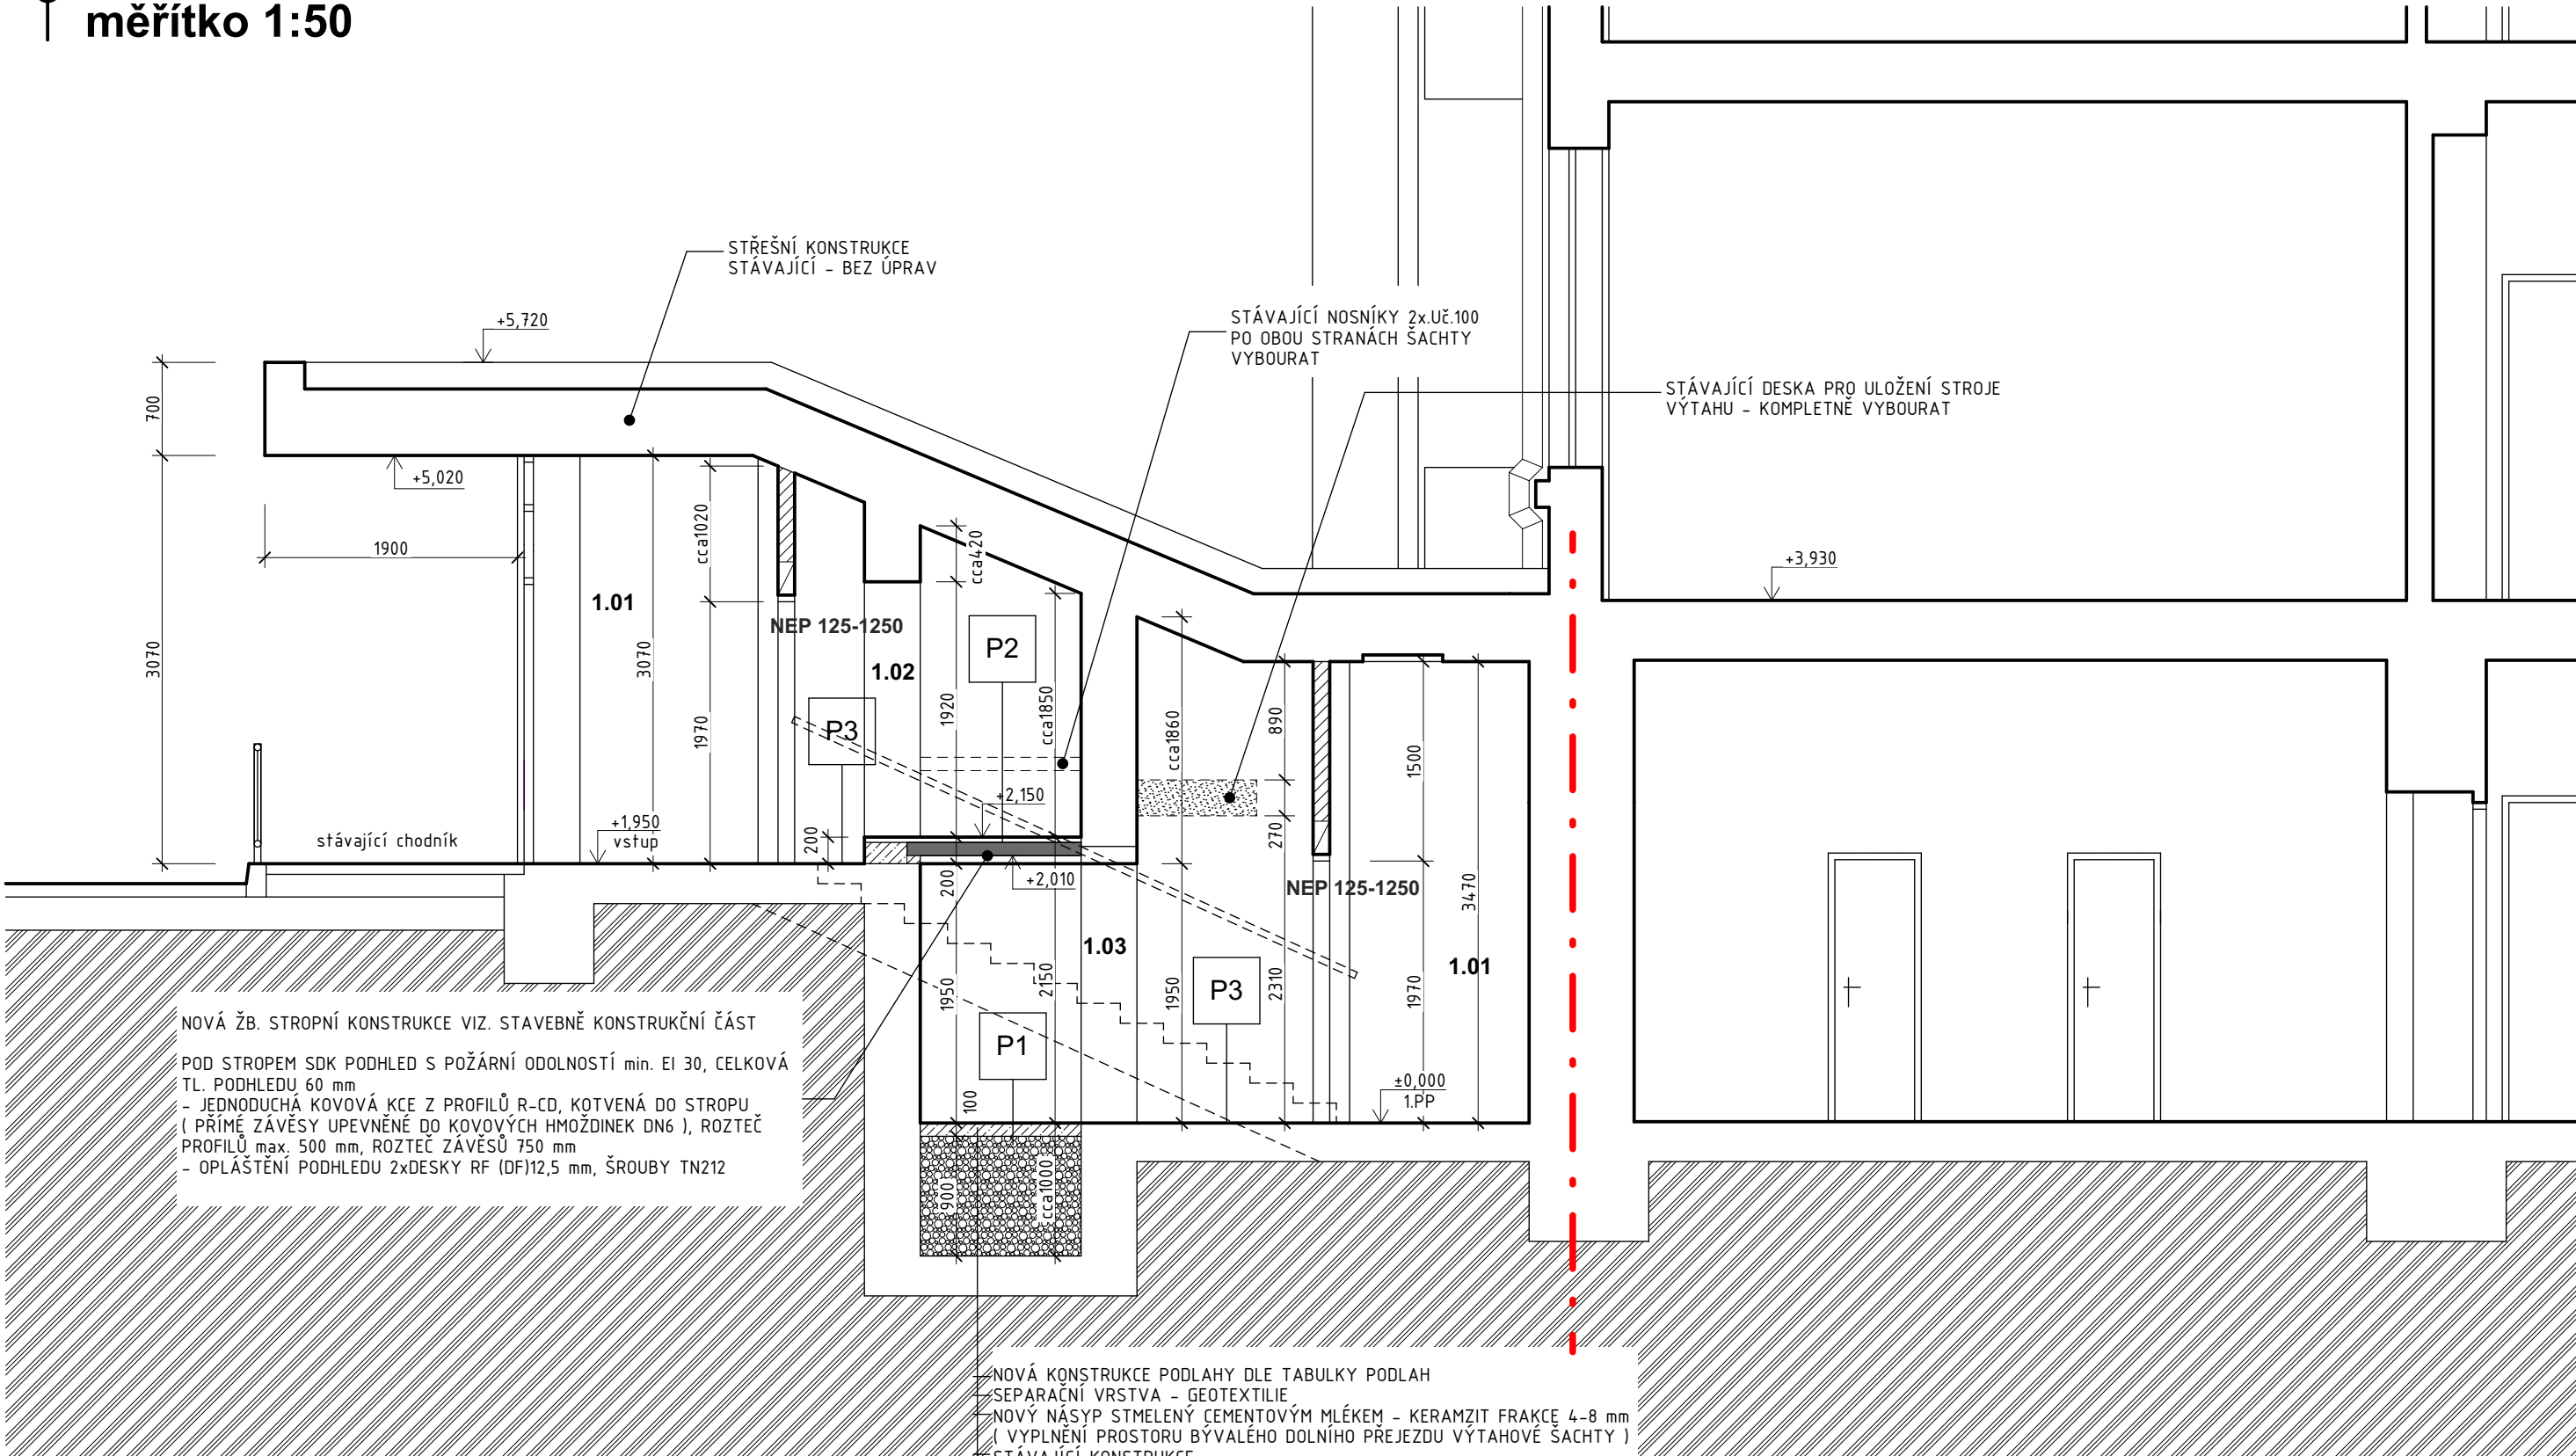 měřítko 1:50
STŘEŠNÍ KONSTRUKCE
STÁVAJÍCÍ - BEZ ÚPRAV
STÁVAJÍCÍ NOSNÍKY 2x.Uč.100
PO OBOU STRANÁCH ŠACHTY
VYBOURAT
STÁVAJÍCÍ DESKA PRO ULOŽENÍ STROJE
VÝTAHU - KOMPLETNĚ VYBOURAT
+5,720
700
+5,020
cca1020
cca420
1900
+3,930
1.01
NEP 125-1250
P2
1.02
3070
3070
1970
P3
1920
cca1850
cca1860
890
1500
+2,150
+1,950
vstup
stávající chodník
200
270
200
+2,010
NEP 125-1250
3470
1.03
1.01
1950
2150
1950
P3
2310
1970
P1
±0,000
1.PP
100
900
cca1000
NOVÁ ŽB. STROPNÍ KONSTRUKCE VIZ. STAVEBNĚ KONSTRUKČNÍ ČÁST
POD STROPEM SDK PODHLED S POŽÁRNÍ ODOLNOSTÍ min. EI 30, CELKOVÁ
TL. PODHLEDU 60 mm
- JEDNODUCHÁ KOVOVÁ KCE Z PROFILŮ R-CD, KOTVENÁ DO STROPU
( PŘÍMÉ ZÁVĚSY UPEVNĚNÉ DO KOVOVÝCH HMOŽDINEK DN6 ), ROZTEČ
PROFILŮ max. 500 mm, ROZTEČ ZÁVĚSŮ 750 mm
- OPLÁŠTĚNÍ PODHLEDU 2xDESKY RF (DF)12,5 mm, ŠROUBY TN212
NOVÁ KONSTRUKCE PODLAHY DLE TABULKY PODLAH
SEPARAČNÍ VRSTVA - GEOTEXTILIE
NOVÝ NÁSYP STMELENÝ CEMENTOVÝM MLÉKEM - KERAMZIT FRAKCE 4-8 mm
( VYPLNĚNÍ PROSTORU BÝVALÉHO DOLNÍHO PŘEJEZDU VÝTAHOVÉ ŠACHTY )
STÁVAJÍCÍ KONSTRUKCE